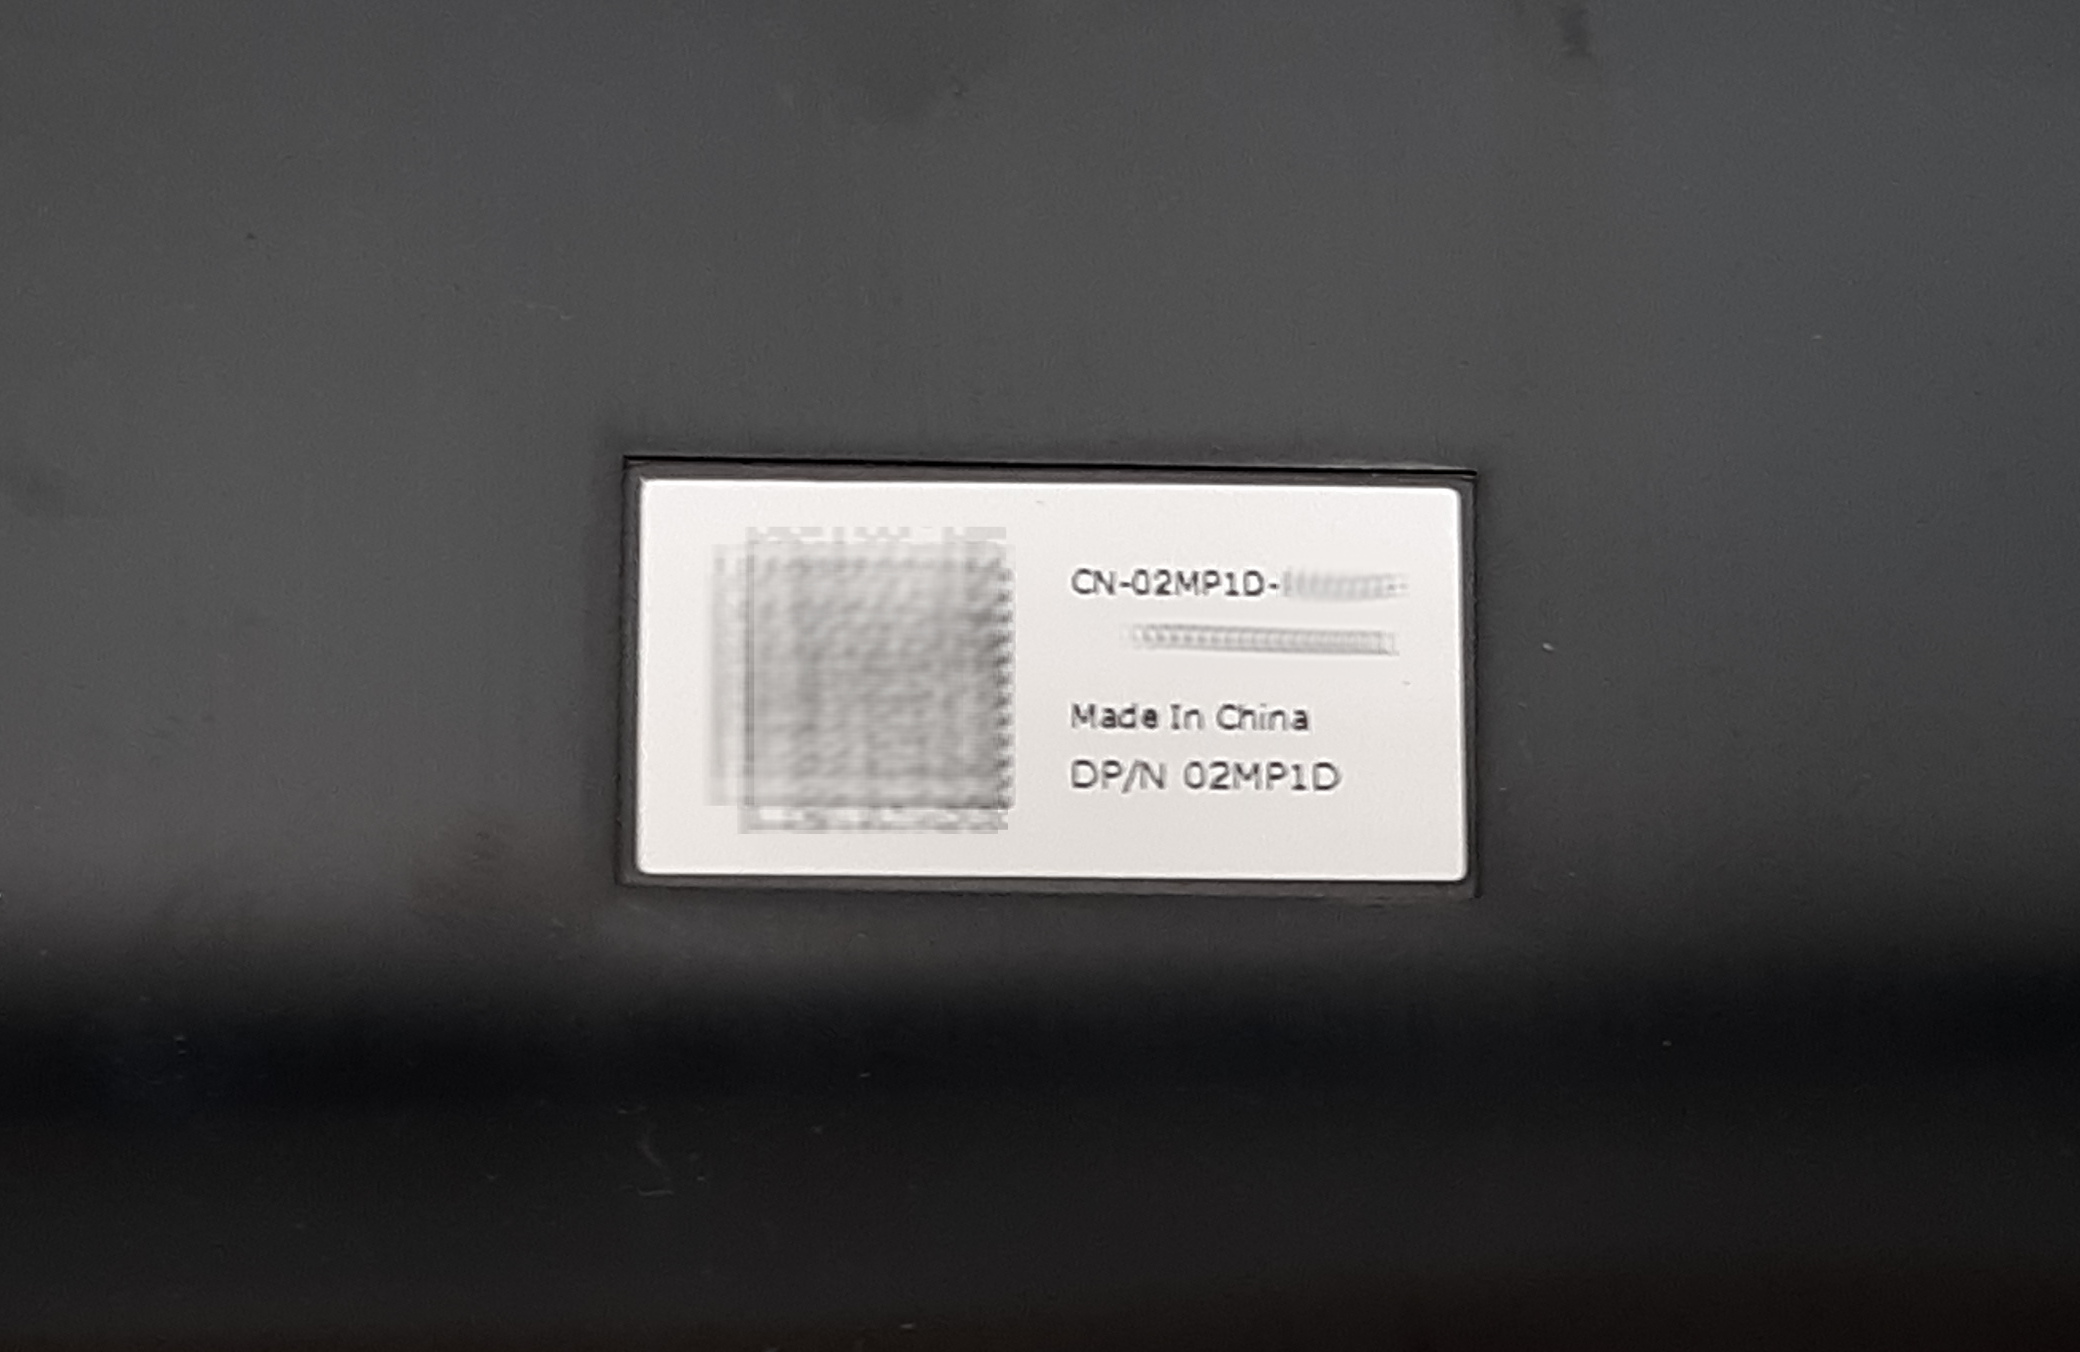 CN-02MP1D-
Made In China
DP/N 02MP1D